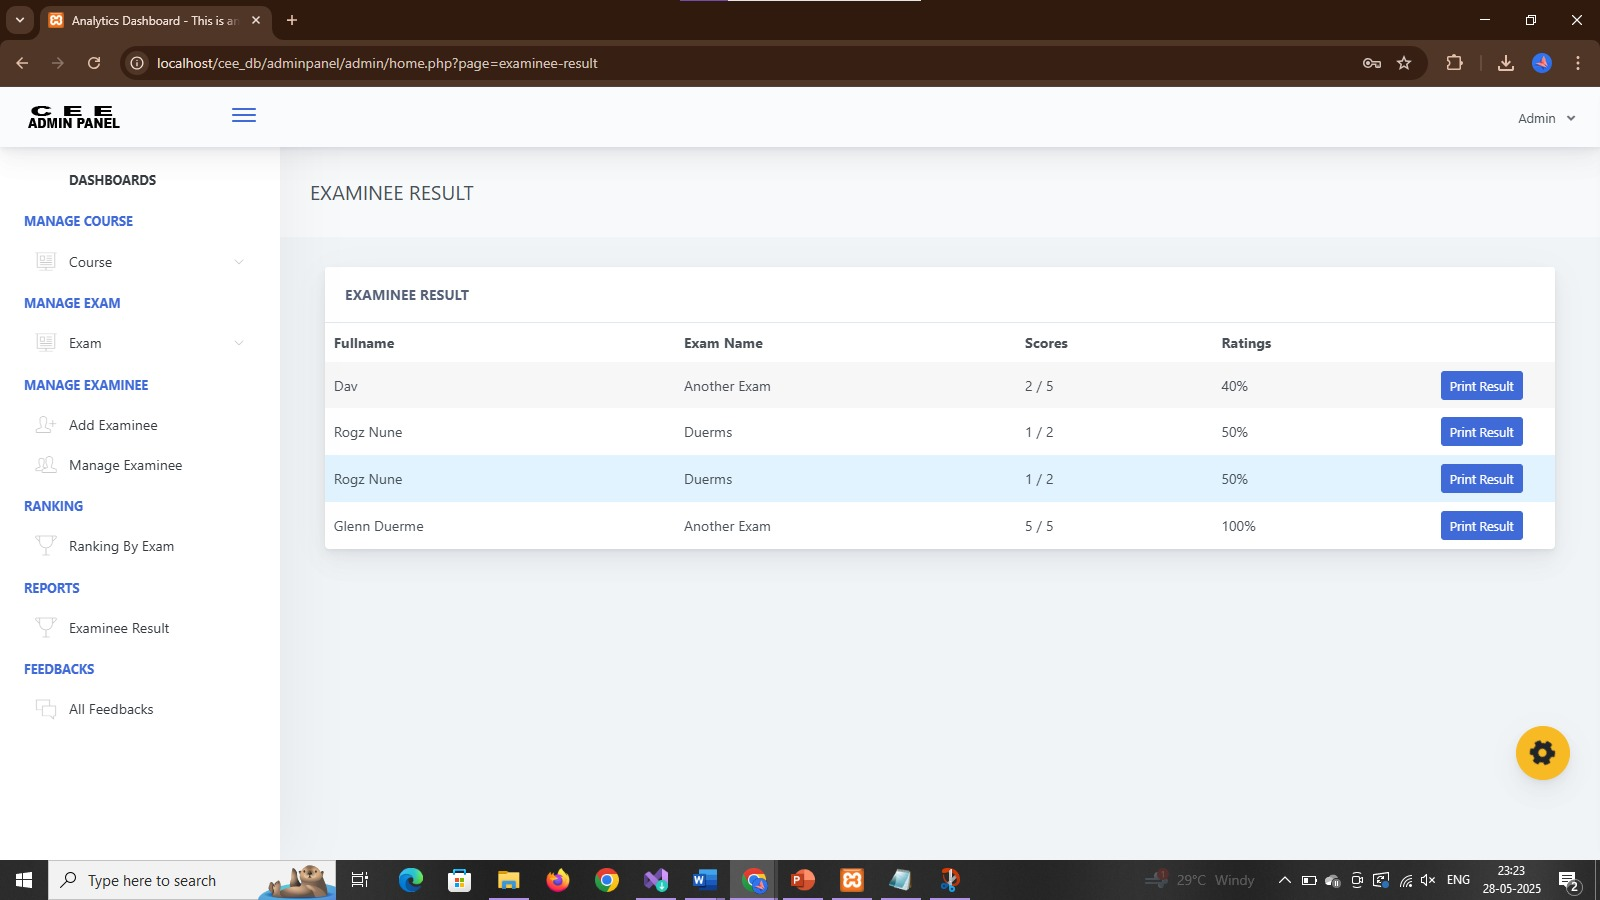 Analytics Dashboard - This is an
localhost/cee_db/adminpanel/admin/home.php?page=examinee-result
CEE
ADMIN PANEL
Admin
DASHBOARDS
MANAGE COURSE
Course
MANAGE EXAM
Exam
MANAGE EXAMINEE
Add Examinee
Manage Examinee
RANKING
Ranking By Exam
REPORTS
Examinee Result
FEEDBACKS
All Feedbacks
EXAMINEE RESULT
EXAMINEE RESULT
Fullname Exam Name Scores Ratings
Dav Another Exam 2 / 5 40% Print Result
Rogz Nune Duerms 1 / 2 50% Print Result
Rogz Nune Duerms 1 / 2 50% Print Result
Glenn Duerme Another Exam 5 / 5 100% Print Result
Type here to search
29°C Windy
ENG
23:23
28-05-2025
2